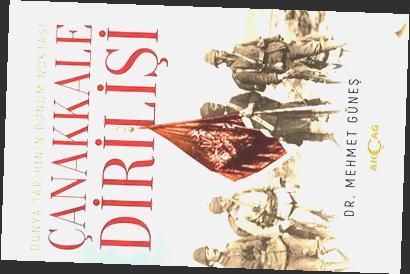 DÜNYA TARİHİNİN DÖNÜM NOKTASI
ÇANAKKALE
DİRİLİŞİ
DR. MEHMET GÜNEŞ
AKÇAĞ